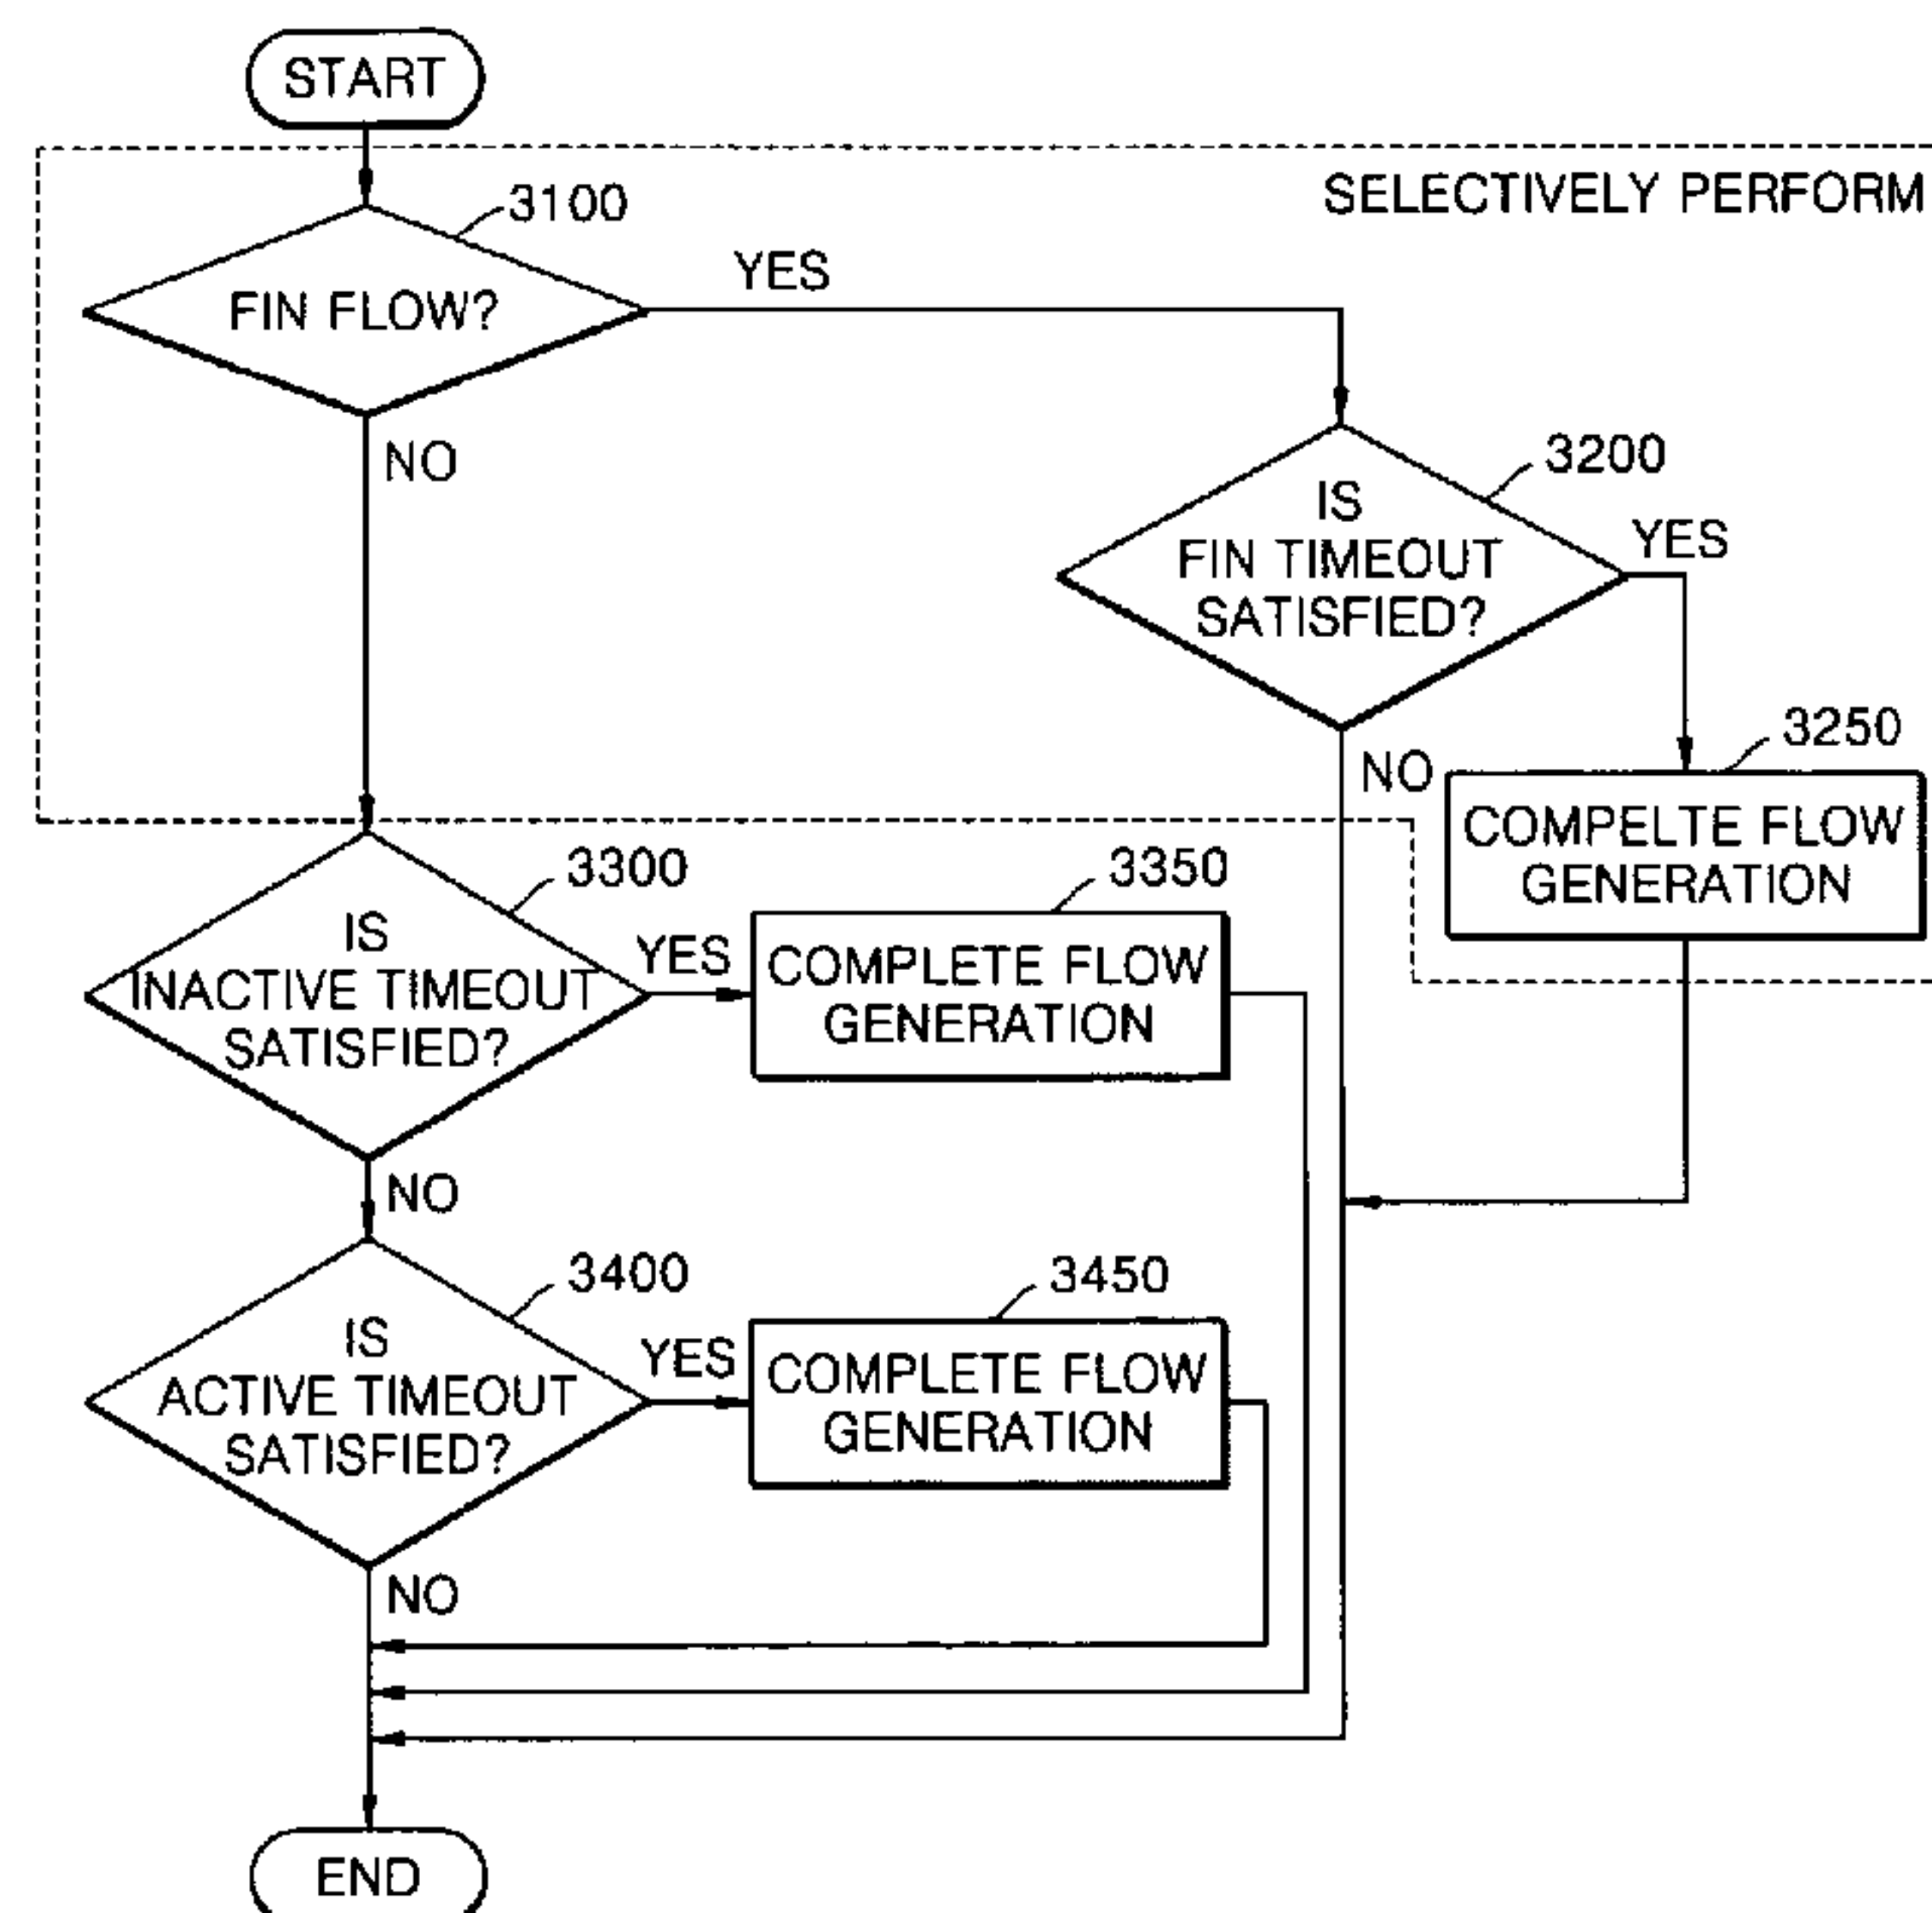 START
SELECTIVELY PERFORM
3100
FIN FLOW?
YES
NO
3200
IS
FIN TIMEOUT
SATISFIED?
YES
NO
3250
COMPELTE FLOW
GENERATION
3300
IS
INACTIVE TIMEOUT
SATISFIED?
YES
3350
COMPLETE FLOW
GENERATION
NO
3400
IS
ACTIVE TIMEOUT
SATISFIED?
YES
3450
COMPLETE FLOW
GENERATION
NO
END